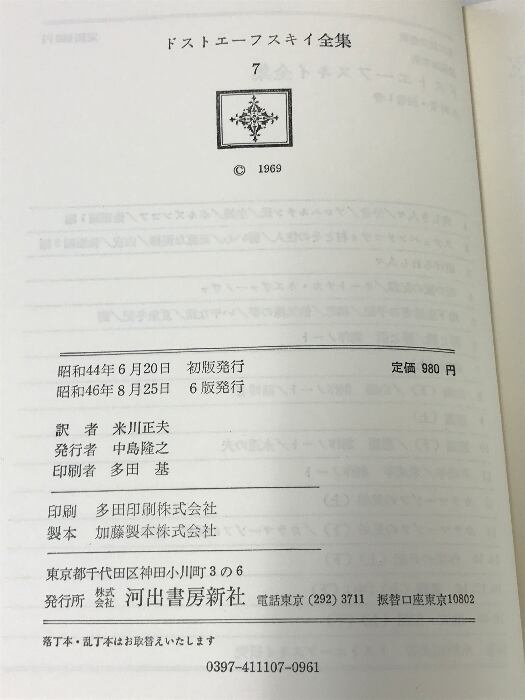 ドストエーフスキイ全集
7
© 1969
昭和44年6月20日 初版発行 定価 980 円
昭和46年8月25日 6版発行
訳者 米川正夫
発行者 中島隆之
印刷者 多田 基
印刷 多田印刷株式会社
製本 加藤製本株式会社
東京都千代田区神田小川町3の6
発行所 株式会社 河出書房新社 電話東京(292)3711 振替口座東京10802
落丁本・乱丁本はお取替えいたします
0397-411107-0961